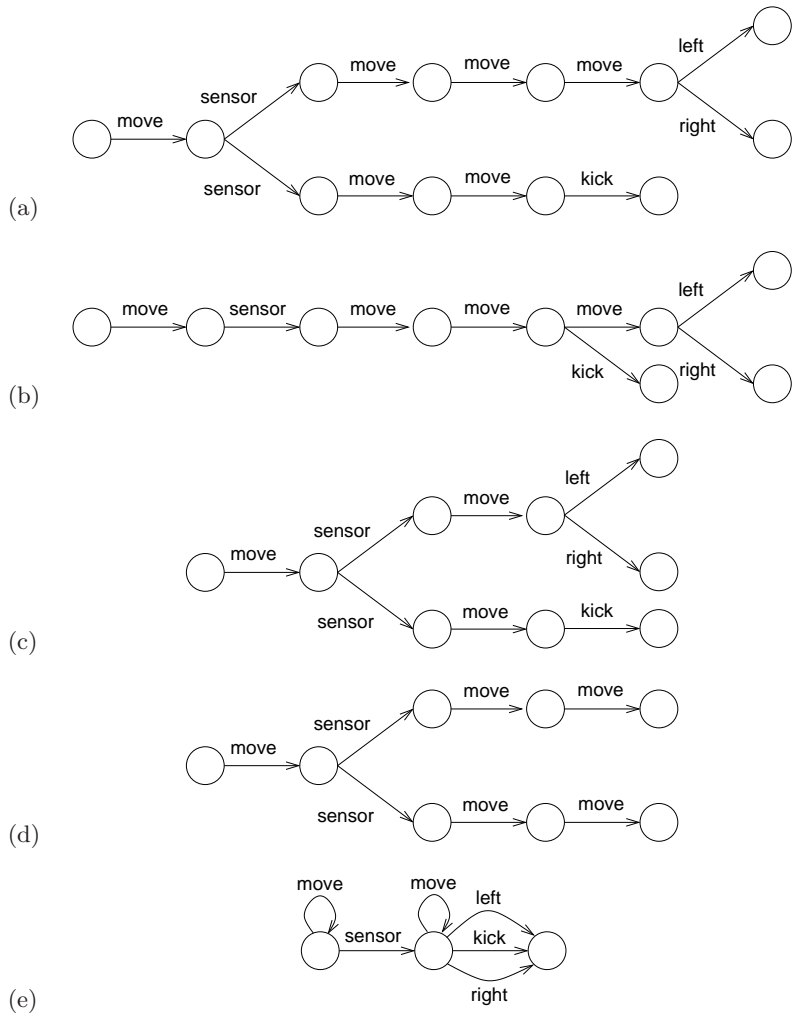 left
move move move
sensor
move
right
sensor
move move kick
(a)
left
move sensor move move move
kick right
(b)
left
move
sensor
move
right
sensor
move kick
(c)
move move
sensor
move
sensor
move move
(d)
move move left
sensor kick
right
(e)